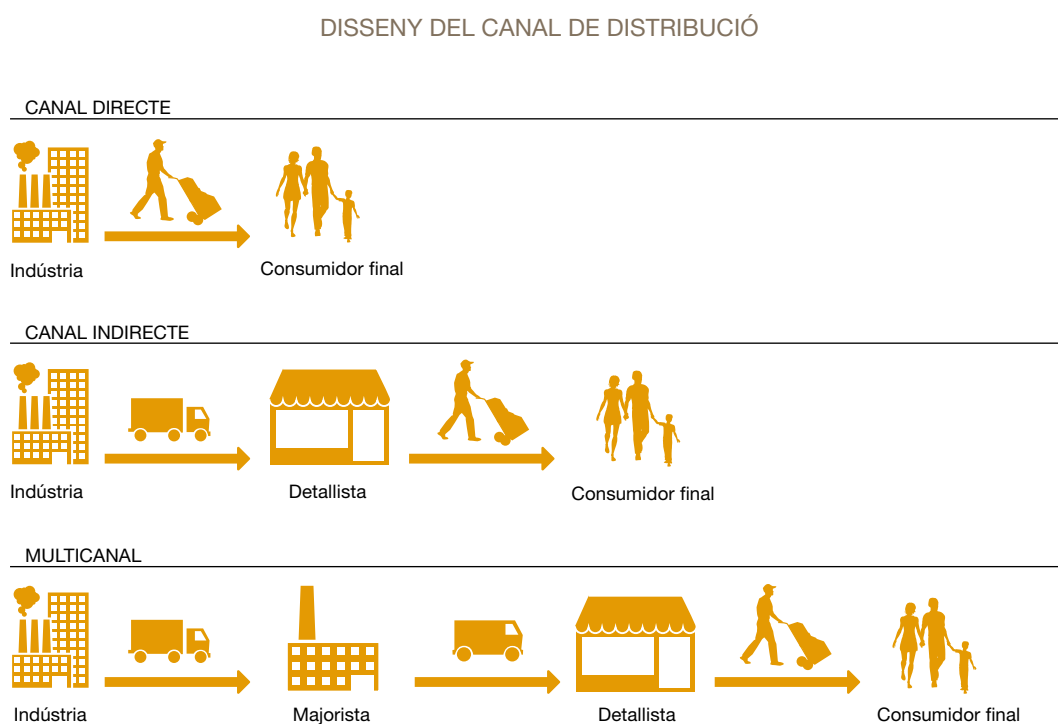 DISSENY DEL CANAL DE DISTRIBUCIÓ
CANAL DIRECTE
Indústria
Consumidor final
CANAL INDIRECTE
Indústria
Detallista
Consumidor final
MULTICANAL
Indústria
Majorista
Detallista
Consumidor final